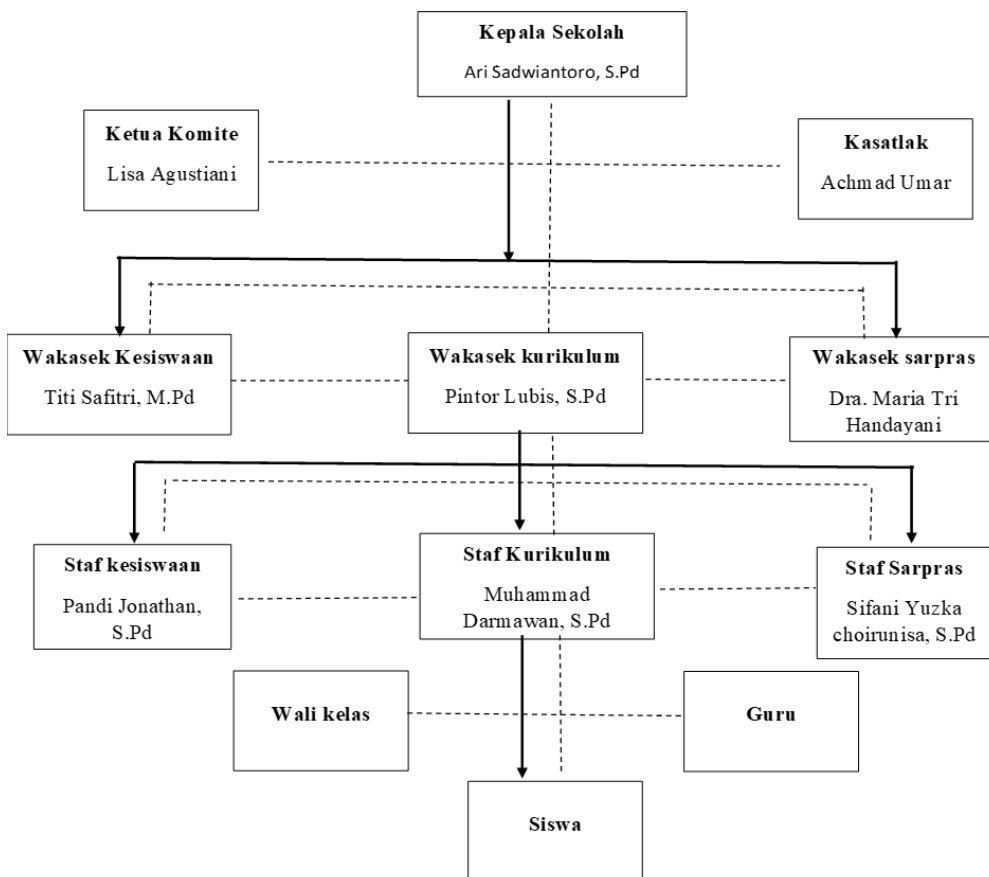 Kepala Sekolah
Ari Sadwiantoro, S.Pd
Ketua Komite
Lisa Agustiani
Kasatlak
Achmad Umar
Wakasek Kesiswaan
Titi Safitri, M.Pd
Wakasek kurikulum
Pintor Lubis, S.Pd
Wakasek sarpras
Dra. Maria Tri
Handayani
Staf kesiswaan
Pandi Jonathan,
S.Pd
Staf Kurikulum
Muhammad
Darmawan, S.Pd
Staf Sarpras
Sifani Yuzka
choirunisa, S.Pd
Wali kelas
Guru
Siswa